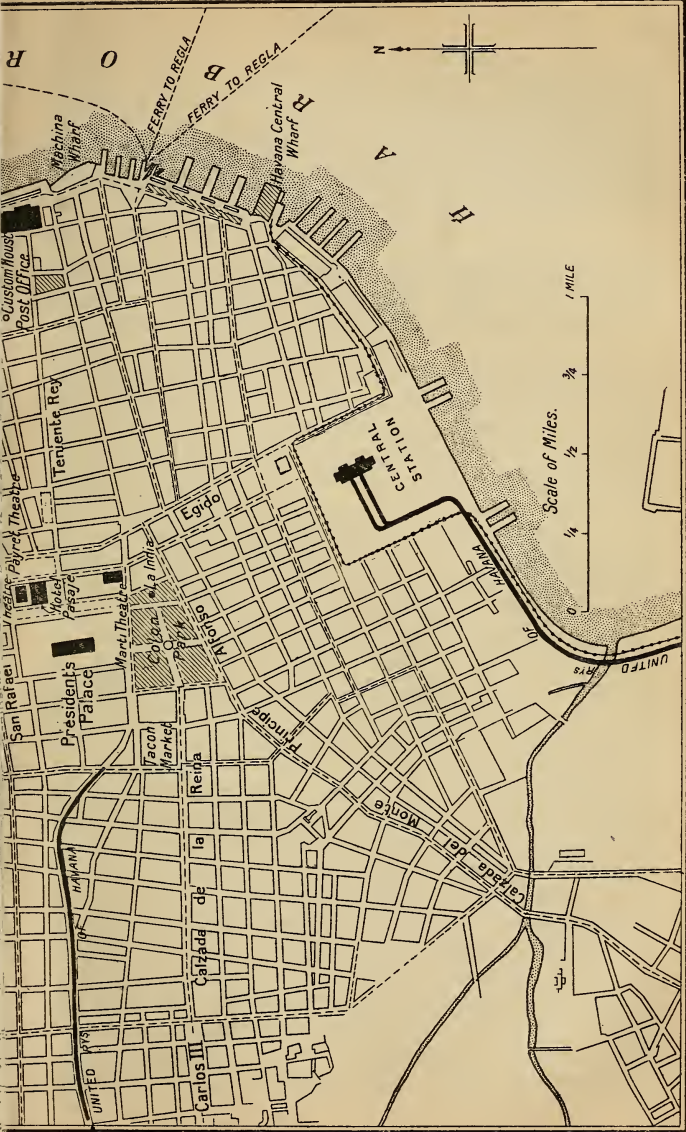 HARBOR
FERRY TO REGLA
FERRY TO REGLA
Machina
Wharf
Havana Central
Wharf
N
Custom House
Post Office
Teniente Rey
Theatre Payret Theatre
Hotel
Pasaje
San Rafael
President's
Palace
Marti Theatre
La India
Colon
Park
Egido
CENTRAL
STATION
Scale of Miles.
0 1/4 1/2 3/4 1 MILE
Tacon
Market
Principe Alfonso
Calzada de la Reina
Carlos III
Calzada del Monte
UNITED RYS OF HAVANA
UNITED RYS OF HAVANA